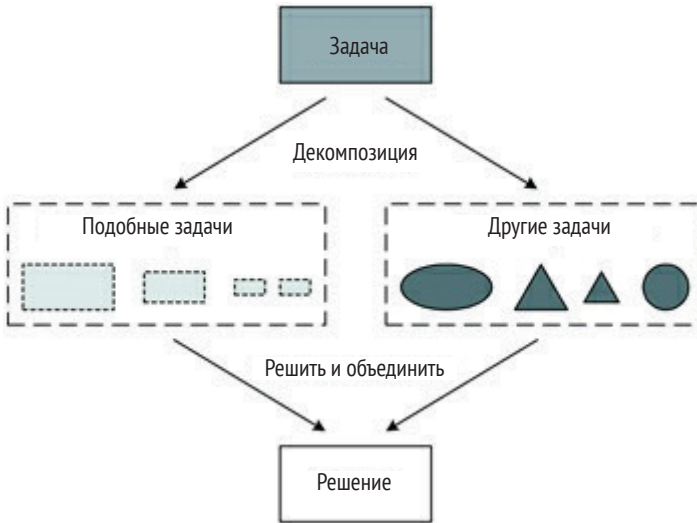 Задача
Декомпозиция
Подобные задачи
Другие задачи
Решить и объединить
Решение